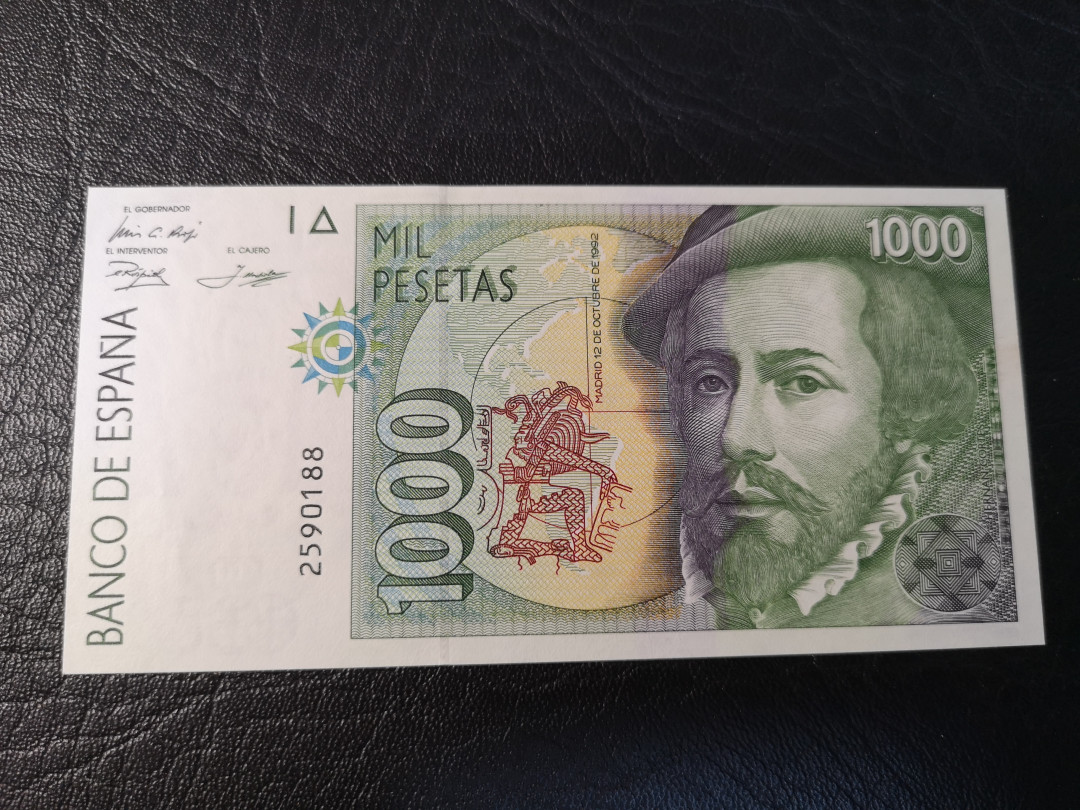 EL GOBERNADOR
EL INTERVENTOR EL CAJERO
BANCO DE ESPAÑA
2590188
MIL
PESETAS
1000
MADRID 12 DE OCTUBRE DE 1992
1000